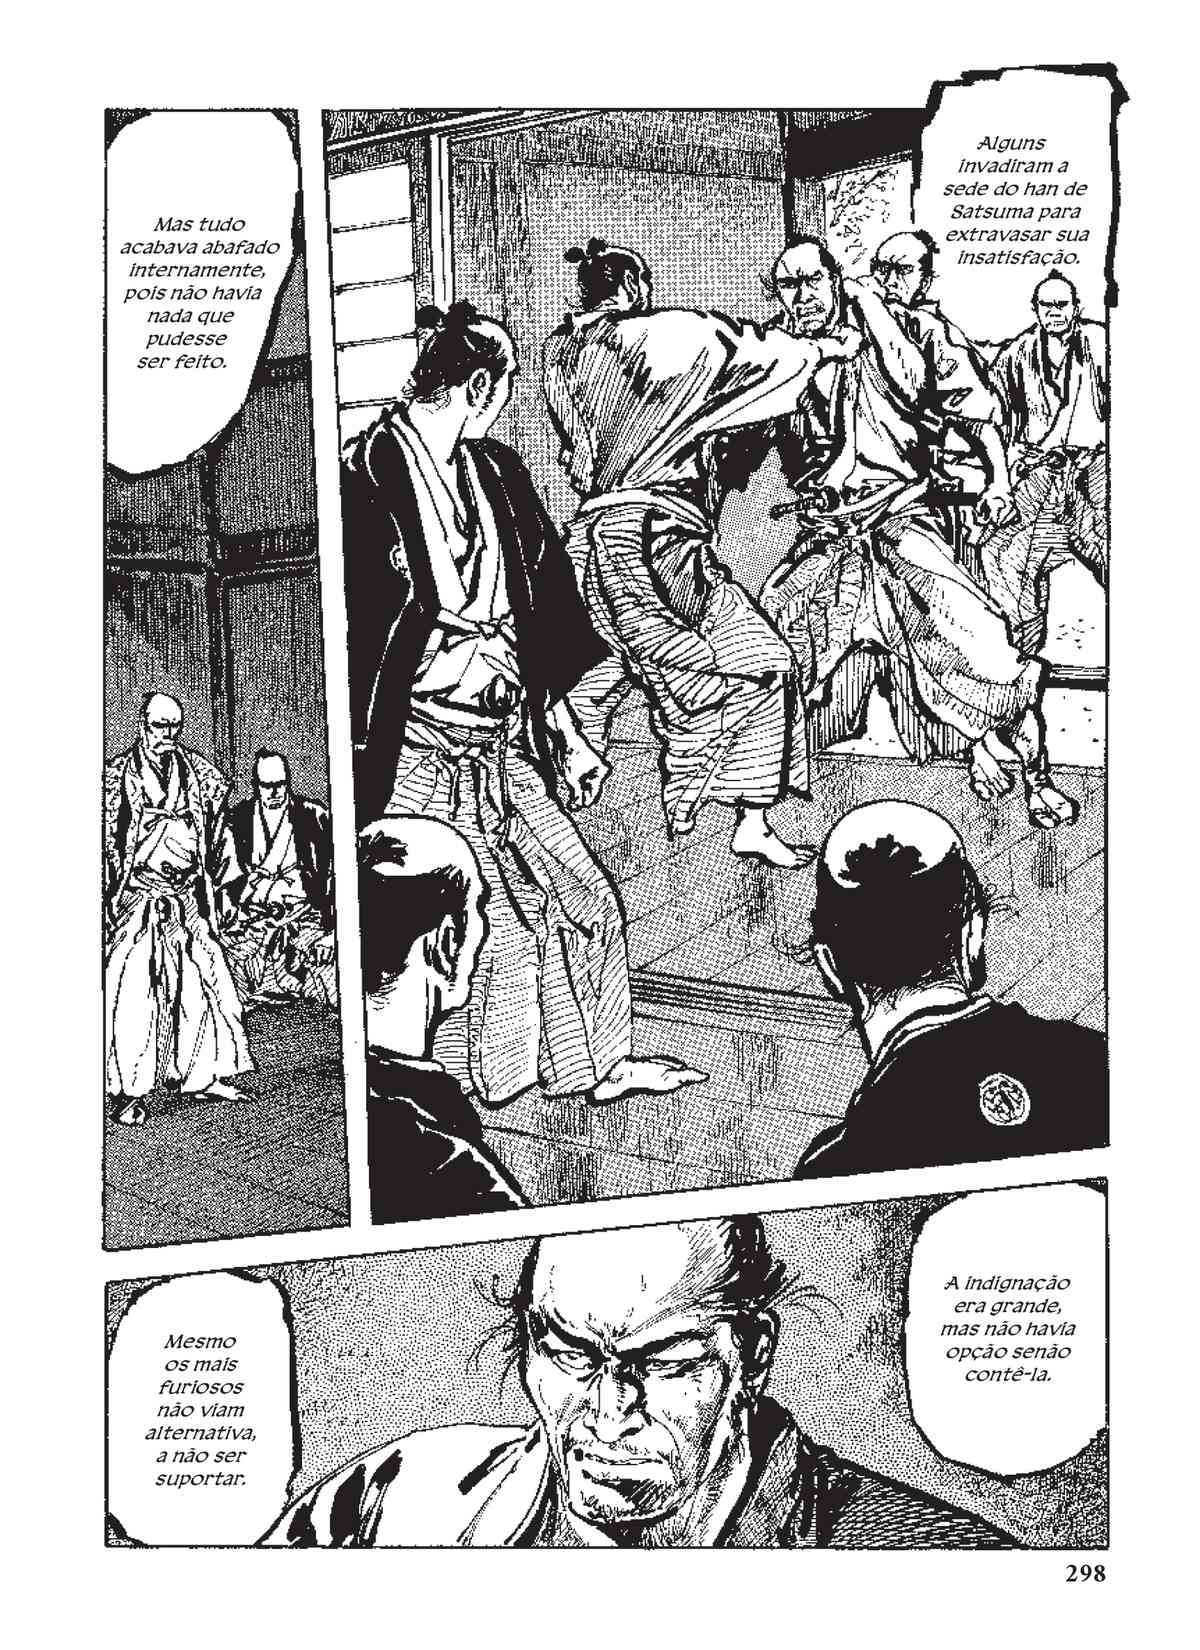 Alguns
invadiram a
sede do han de
Satsuma para
extravasar sua
insatisfação.
Mas tudo
acabava abafado
internamente,
pois não havia
nada que
pudesse
ser feito.
A indignação
era grande,
mas não havia
opção senão
contê-la.
Mesmo
os mais
furiosos
não viam
alternativa,
a não ser
suportar.
298